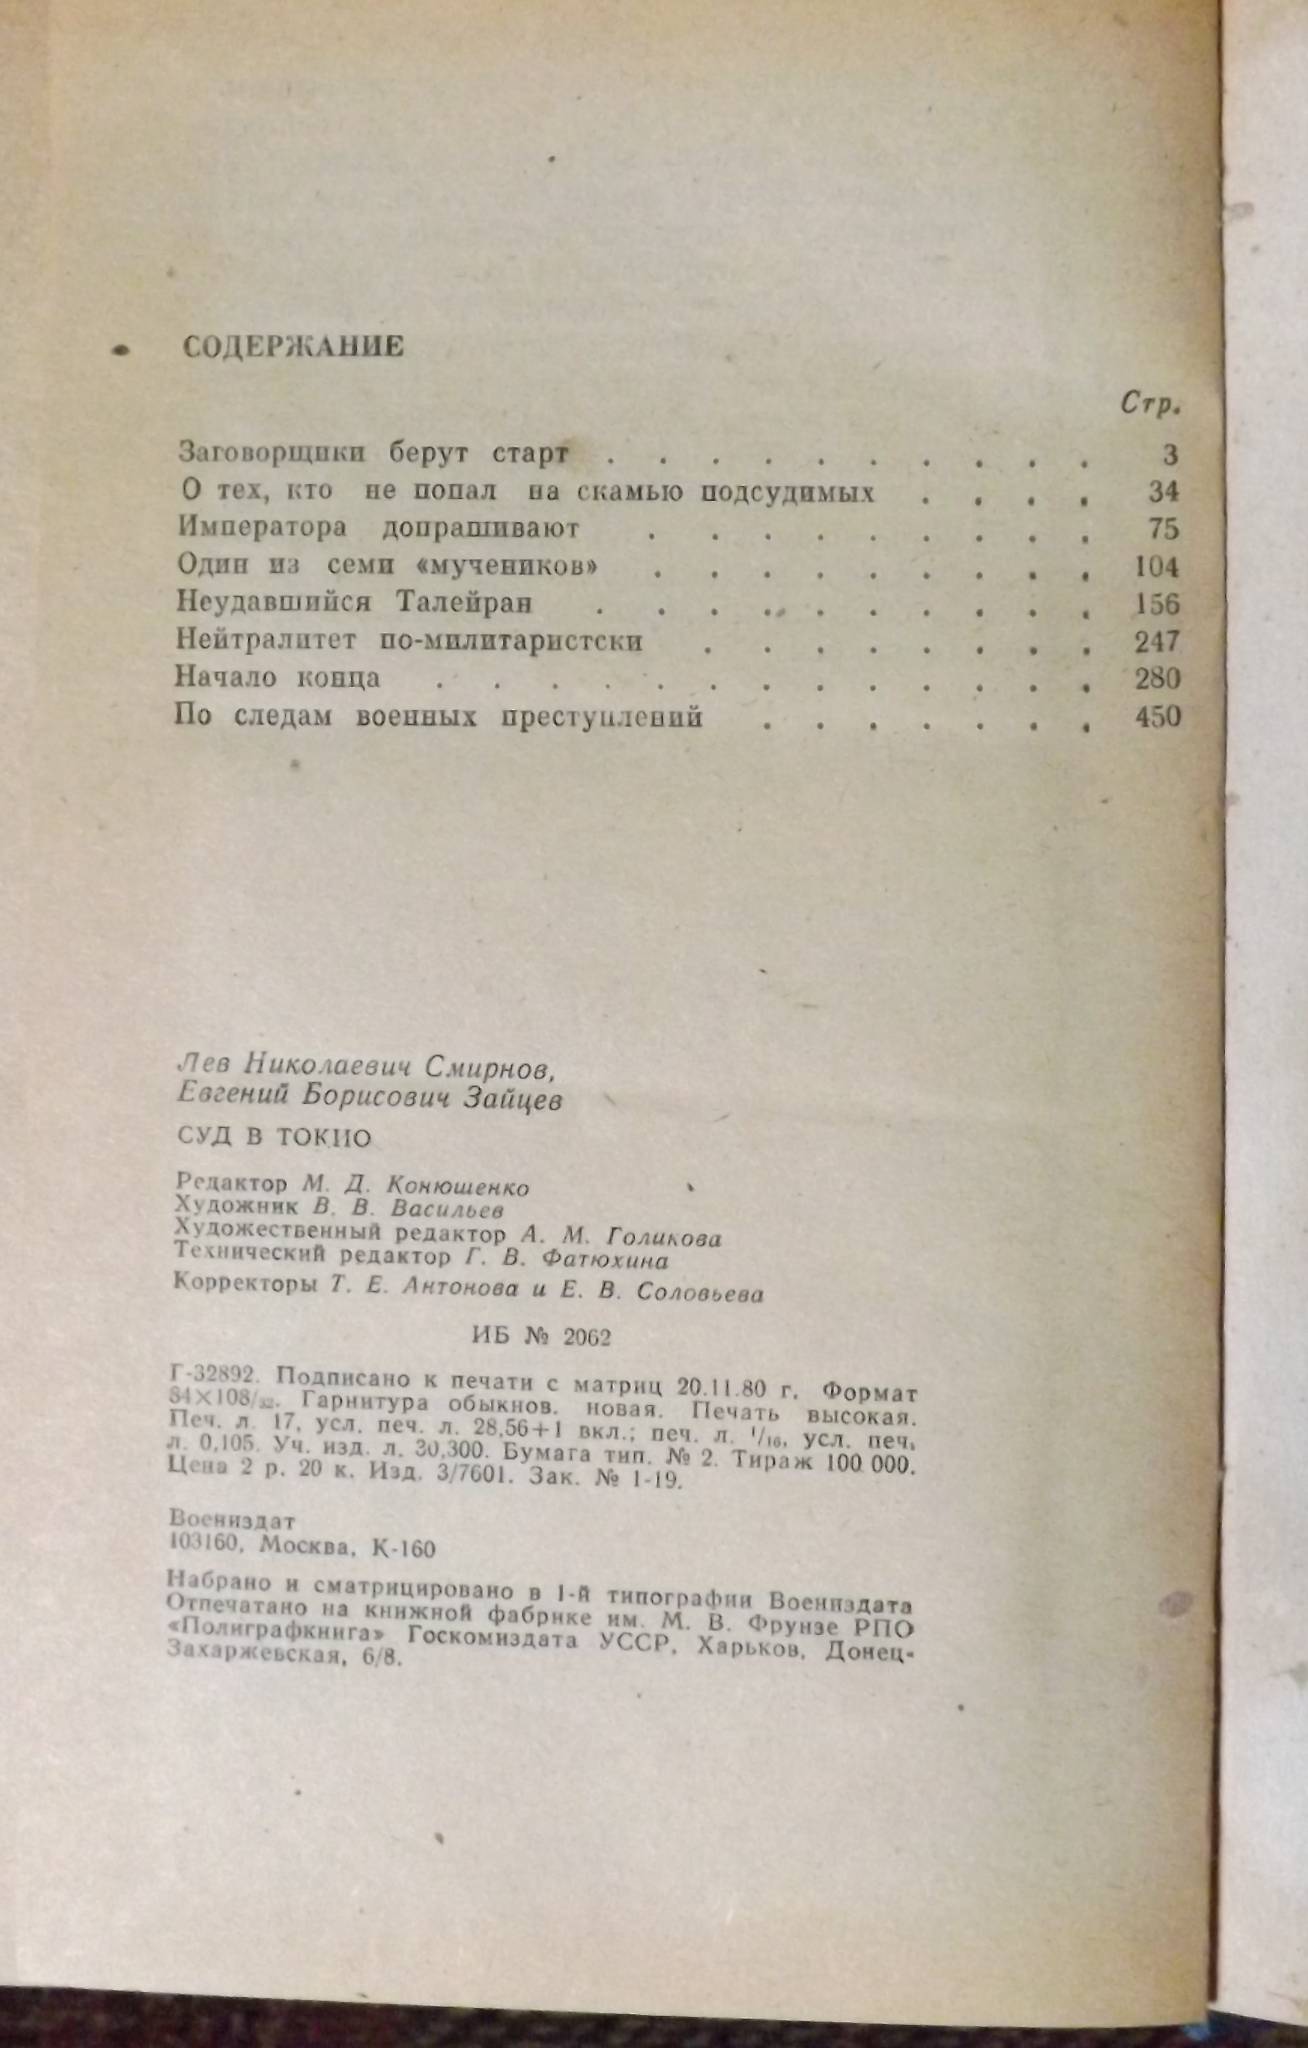 СОДЕРЖАНИЕ
Стр.
Заговорщики берут старт . . . . . . . . . . 3
О тех, кто не попал на скамью подсудимых . . . . 34
Императора допрашивают . . . . . . . . . 75
Один из семи «мучеников» . . . . . . . . . 104
Неудавшийся Талейран . . . . . . . . . . 156
Нейтралитет по-милитаристски . . . . . . . . 247
Начало конца . . . . . . . . . . . . . 280
По следам военных преступлений . . . . . . . 450
Лев Николаевич Смирнов,
Евгений Борисович Зайцев
СУД В ТОКИО
Редактор М. Д. Конюшенко
Художник В. В. Васильев
Художественный редактор А. М. Голикова
Технический редактор Г. В. Фатюхина
Корректоры Т. Е. Антонова и Е. В. Соловьева
ИБ № 2062
Г-32892. Подписано к печати с матриц 20.11.80 г. Формат
84×108/32. Гарнитура обыкнов. новая. Печать высокая.
Печ. л. 17, усл. печ. л. 28,56+1 вкл.; печ. л. 1/16, усл. печ.
л. 0,105. Уч. изд. л. 30,300. Бумага тип. № 2. Тираж 100 000.
Цена 2 р. 20 к. Изд. 3/7601. Зак. № 1-19.
Воениздат
103160, Москва, К-160
Набрано и сматрицировано в 1-й типографии Воениздата
Отпечатано на книжной фабрике им. М. В. Фрунзе РПО
«Полиграфкнига» Госкомиздата УССР, Харьков, Донец-
Захаржевская, 6/8.